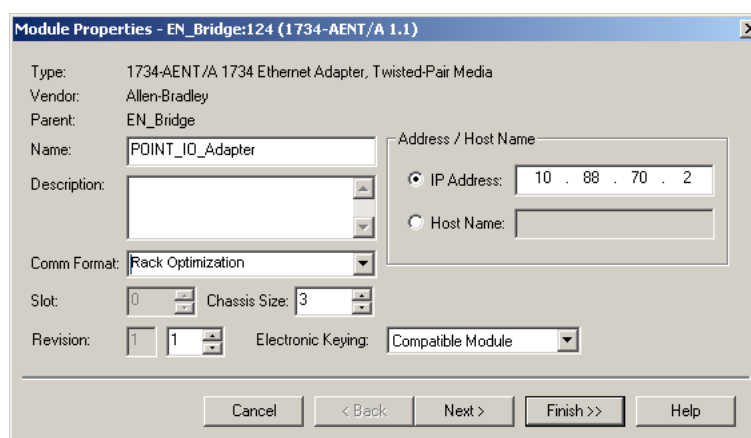 Module Properties - EN_Bridge:124 (1734-AENT/A 1.1)
Type: 1734-AENT/A 1734 Ethernet Adapter, Twisted-Pair Media
Vendor: Allen-Bradley
Parent: EN_Bridge
Name: POINT_IO_Adapter
Address / Host Name
Description:
IP Address: 10 . 88 . 70 . 2
Host Name:
Comm Format: Rack Optimization
Slot: 0 Chassis Size: 3
Revision: 1 1 Electronic Keying: Compatible Module
Cancel < Back Next > Finish >> Help